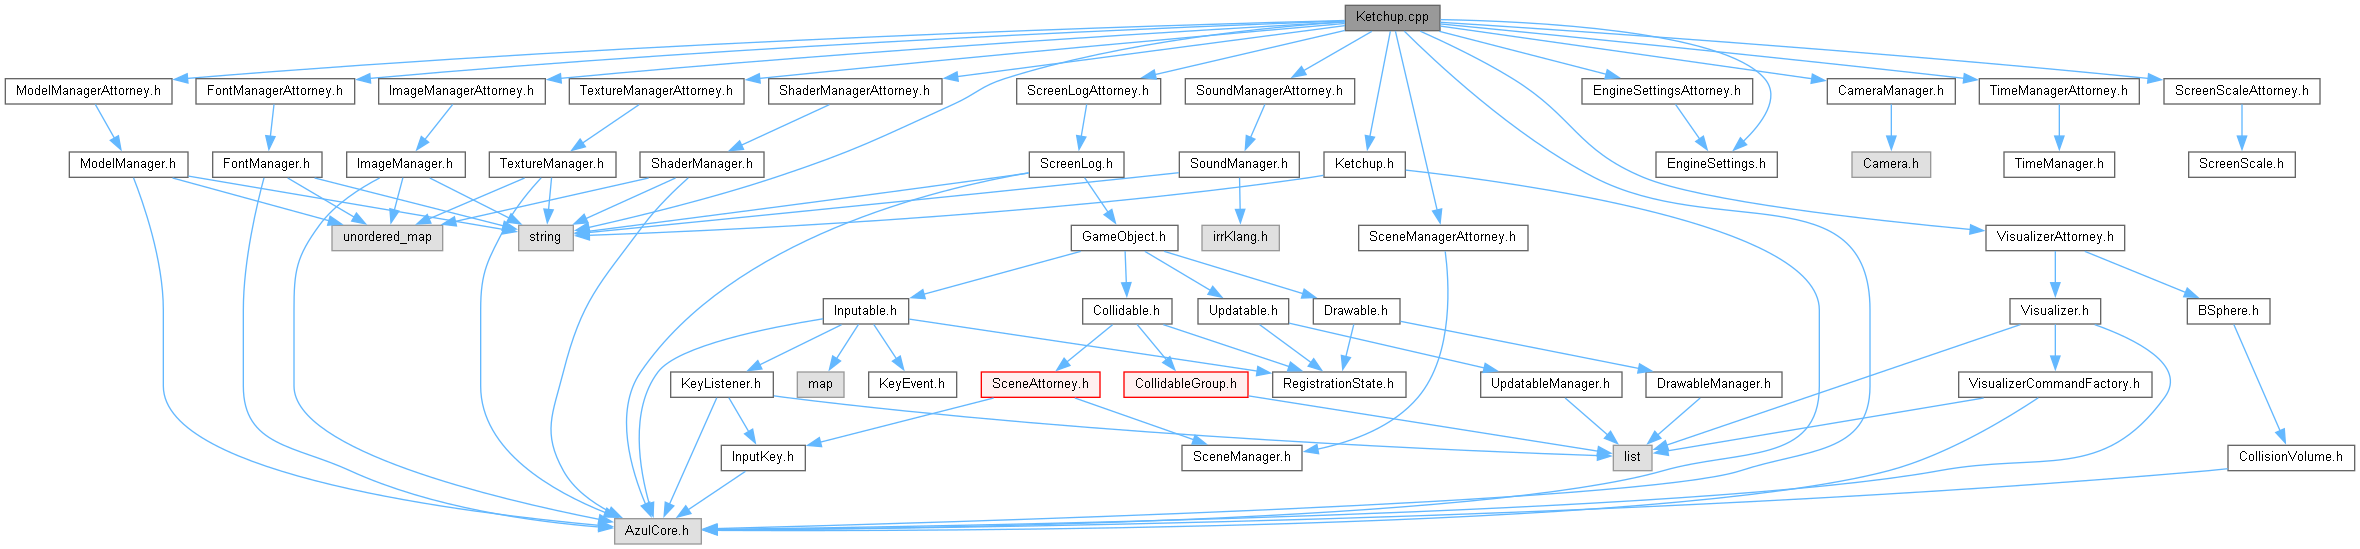 Ketchup.cpp
ModelManagerAttorney.h
FontManagerAttorney.h
ImageManagerAttorney.h
TextureManagerAttorney.h
ShaderManagerAttorney.h
ScreenLogAttorney.h
SoundManagerAttorney.h
EngineSettingsAttorney.h
CameraManager.h
TimeManagerAttorney.h
ScreenScaleAttorney.h
ModelManager.h
FontManager.h
ImageManager.h
TextureManager.h
ShaderManager.h
ScreenLog.h
SoundManager.h
Ketchup.h
EngineSettings.h
Camera.h
TimeManager.h
ScreenScale.h
unordered_map
string
GameObject.h
irrKlang.h
SceneManagerAttorney.h
VisualizerAttorney.h
Inputable.h
Collidable.h
Updatable.h
Drawable.h
Visualizer.h
BSphere.h
KeyListener.h
map
KeyEvent.h
SceneAttorney.h
CollidableGroup.h
RegistrationState.h
UpdatableManager.h
DrawableManager.h
VisualizerCommandFactory.h
InputKey.h
SceneManager.h
list
CollisionVolume.h
AzulCore.h